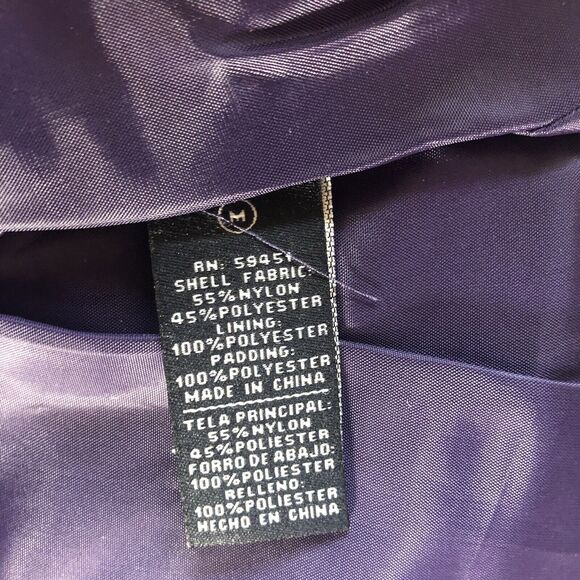 M
RN: 59451
SHELL FABRIC:
55%NYLON
45%POLYESTER
LINING:
100%POLYESTER
PADDING:
100%POLYESTER
MADE IN CHINA
TELA PRINCIPAL:
55%NYLON
45%POLIESTER
FORRO DE ABAJO:
100%POLIESTER
RELLENO:
100%POLIESTER
HECHO EN CHINA